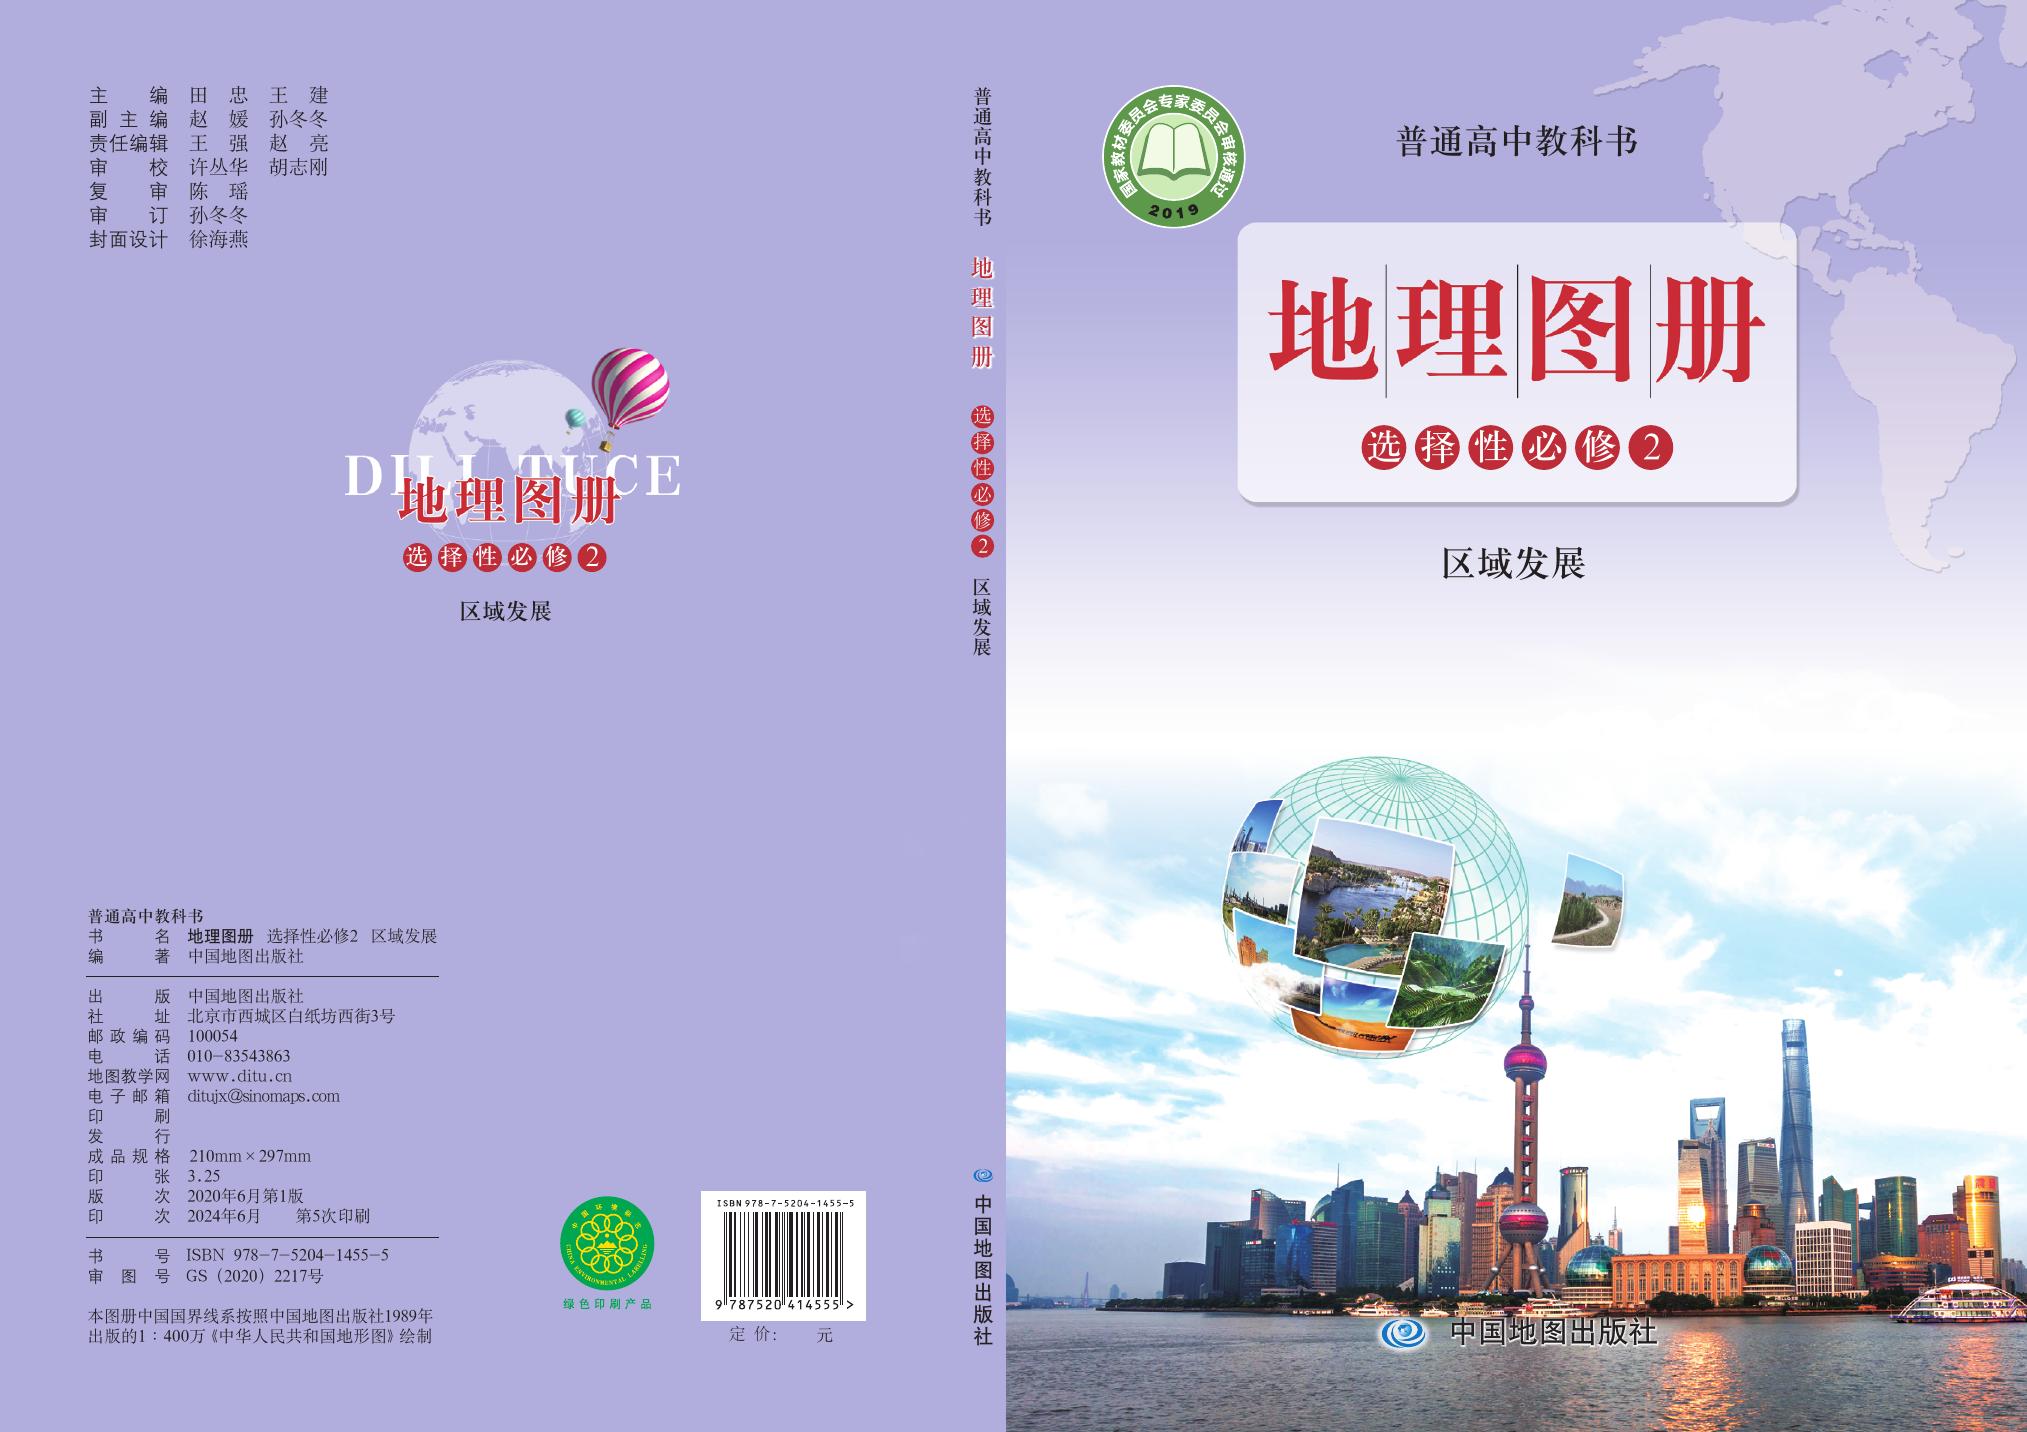 主编 田忠 王建
副主编 赵媛 孙冬冬
责任编辑 王强 赵亮
审校 许丛华 胡志刚
复审 陈瑶
审订 孙冬冬
封面设计 徐海燕
DILI TUCE
地理图册
选择性必修2
区域发展
普通高中教科书
书名 地理图册 选择性必修2 区域发展
编著 中国地图出版社
出版 中国地图出版社
社址 北京市西城区白纸坊西街3号
邮政编码 100054
电话 010-83543863
地图教学网 www.ditu.cn
电子邮箱 ditujx@sinomaps.com
印刷
发行
成品规格 210mm×297mm
印张 3.25
版次 2020年6月第1版
印次 2024年6月 第5次印刷
书号 ISBN 978-7-5204-1455-5
审图号 GS（2020）2217号
本图册中国国界线系按照中国地图出版社1989年
出版的1：400万《中华人民共和国地形图》绘制
中国环境标志
CHINA ENVIRONMENTAL LABELLING
绿色印刷产品
ISBN 978-7-5204-1455-5
9 787520 414555 >
定价： 元
普通高中教科书
地理图册
选择性必修2
区域发展
中国地图出版社
国家教材委员会专家委员会审核通过
2019
普通高中教科书
地理图册
选择性必修2
区域发展
中国地图出版社